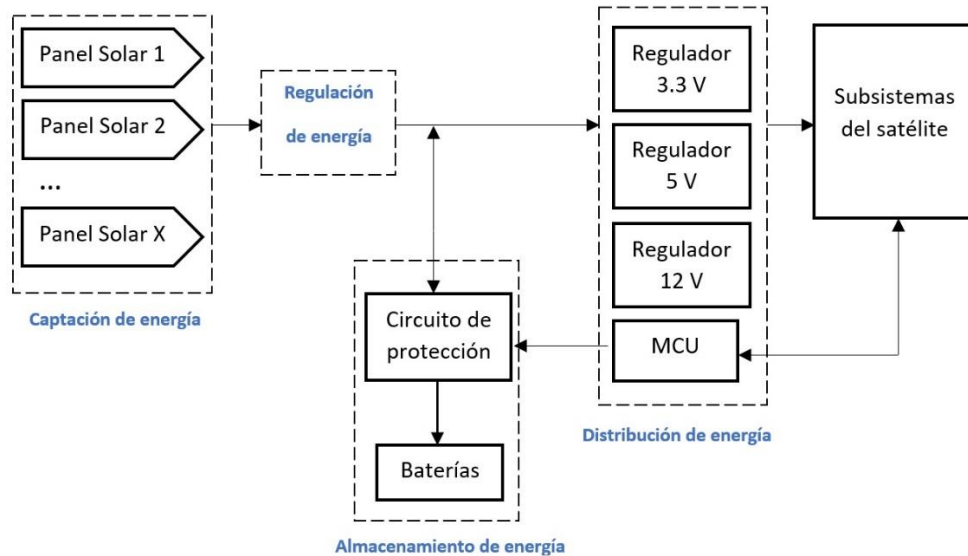 Panel Solar 1
Panel Solar 2
...
Panel Solar X
Captación de energía
Regulación
de energía
Circuito de
protección
Baterías
Almacenamiento de energía
Regulador
3.3 V
Regulador
5 V
Regulador
12 V
MCU
Distribución de energía
Subsistemas
del satélite